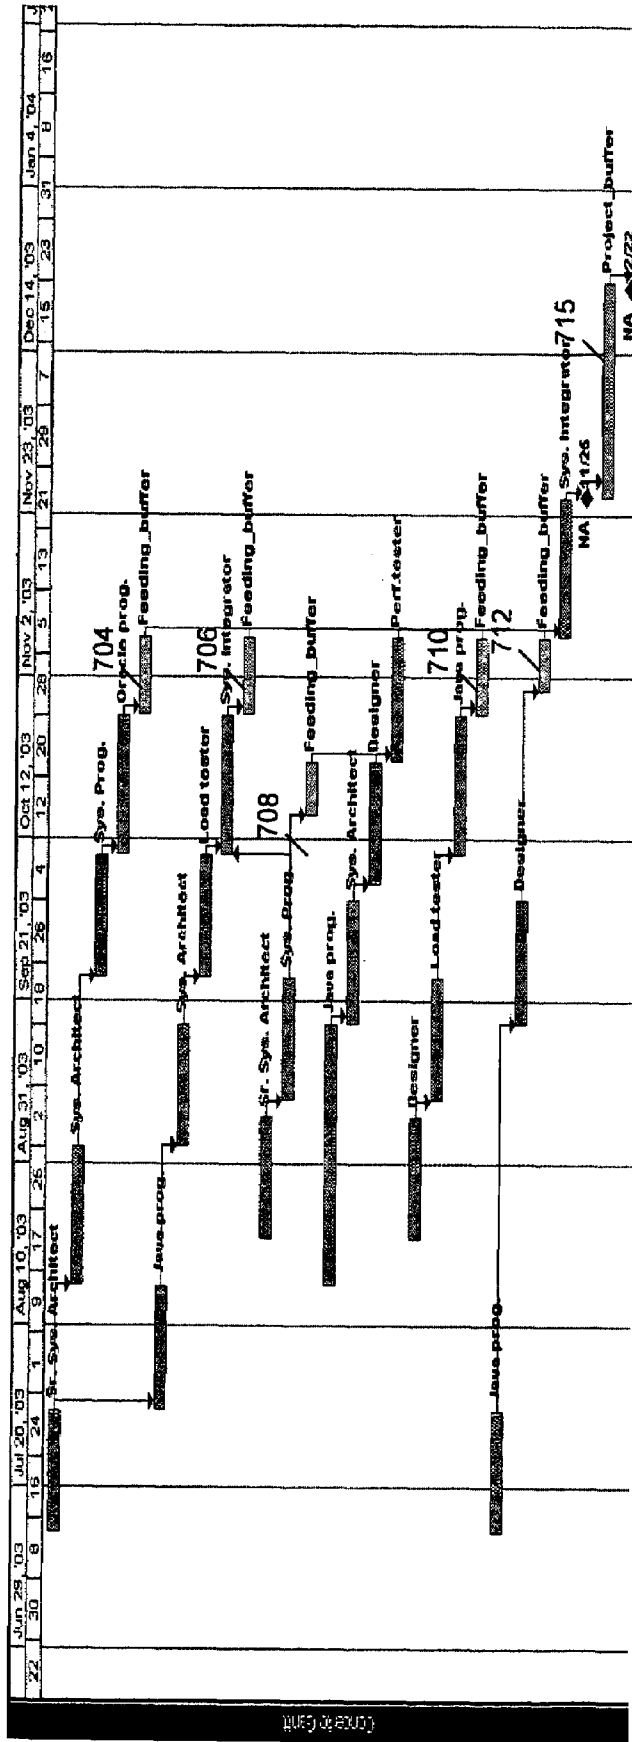 Jun 29, '03 Jul 20, '03 Aug 10, '03 Aug 31, '03 Sep 21, '03 Oct 12, '03 Nov 2, '03 Nov 23, '03 Dec 14, '03 Jan 4, '04
22 30 8 16 24 1 9 17 25 2 10 18 26 4 12 20 28 5 13 21 29 7 15 23 31 8 16
Sr. Sys. Architect
Sys. Architect
Sys. Prog.
704
Oracle prog.
Feeding_buffer
Java prog.
Sys. Architect
Load tester
706
Sys. Integrator
Feeding_buffer
Sr. Sys. Architect
708
Sys. Prog.
Feeding_buffer
Java prog.
Sys. Architect
Designer
Perf.tester
Designer
Load tester
710
Java prog.
Feeding_buffer
Java prog.
Designer
712
Feeding_buffer
Sys. Integrator
715
NA 11/26
Project_buffer
NA 12/22